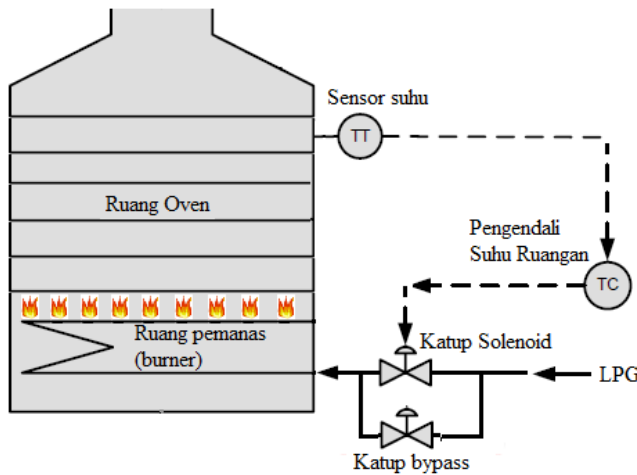 Sensor suhu
TT
Ruang Oven
Pengendali
Suhu Ruangan
TC
Ruang pemanas
(burner)
Katup Solenoid
LPG
Katup bypass